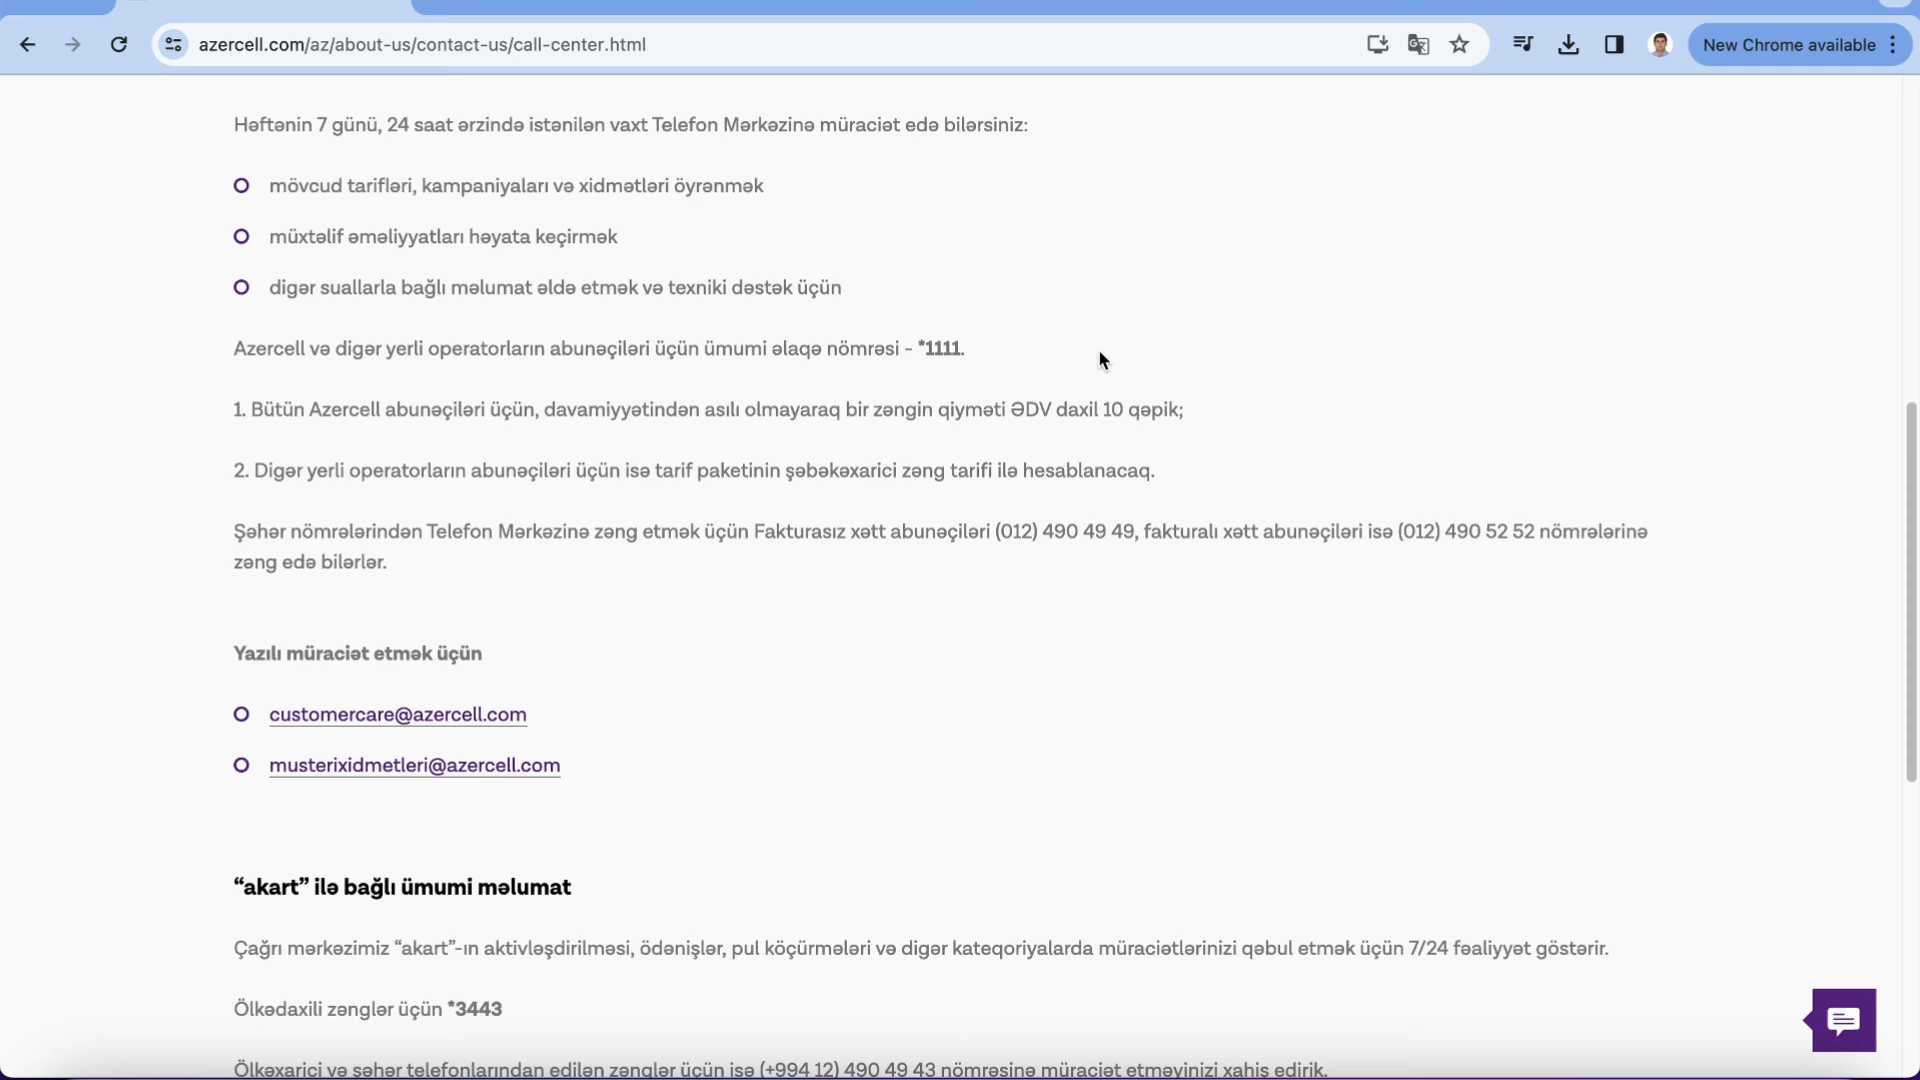 azercell.com/az/about-us/contact-us/call-center.html
New Chrome available
Həftənin 7 günü, 24 saat ərzində istənilən vaxt Telefon Mərkəzinə müraciət edə bilərsiniz:
mövcud tarifləri, kampaniyaları və xidmətləri öyrənmək
müxtəlif əməliyyatları həyata keçirmək
digər suallarla bağlı məlumat əldə etmək və texniki dəstək üçün
Azercell və digər yerli operatorların abunəçiləri üçün ümumi əlaqə nömrəsi - *1111.
1. Bütün Azercell abunəçiləri üçün, davamiyyətindən asılı olmayaraq bir zəngin qiyməti ƏDV daxil 10 qəpik;
2. Digər yerli operatorların abunəçiləri üçün isə tarif paketinin şəbəkəxarici zəng tarifi ilə hesablanacaq.
Şəhər nömrələrindən Telefon Mərkəzinə zəng etmək üçün Fakturasız xətt abunəçiləri (012) 490 49 49, fakturalı xətt abunəçiləri isə (012) 490 52 52 nömrələrinə
zəng edə bilərlər.
Yazılı müraciət etmək üçün
customercare@azercell.com
musterixidmetleri@azercell.com
“akart” ilə bağlı ümumi məlumat
Çağrı mərkəzimiz “akart”-ın aktivləşdirilməsi, ödənişlər, pul köçürmələri və digər kateqoriyalarda müraciətlərinizi qəbul etmək üçün 7/24 fəaliyyət göstərir.
Ölkədaxili zənglər üçün *3443
Ölkəxarici və şəhər telefonlarından edilən zənglər üçün isə (+994 12) 490 49 43 nömrəsinə müraciət etməyinizi xahiş edirik.